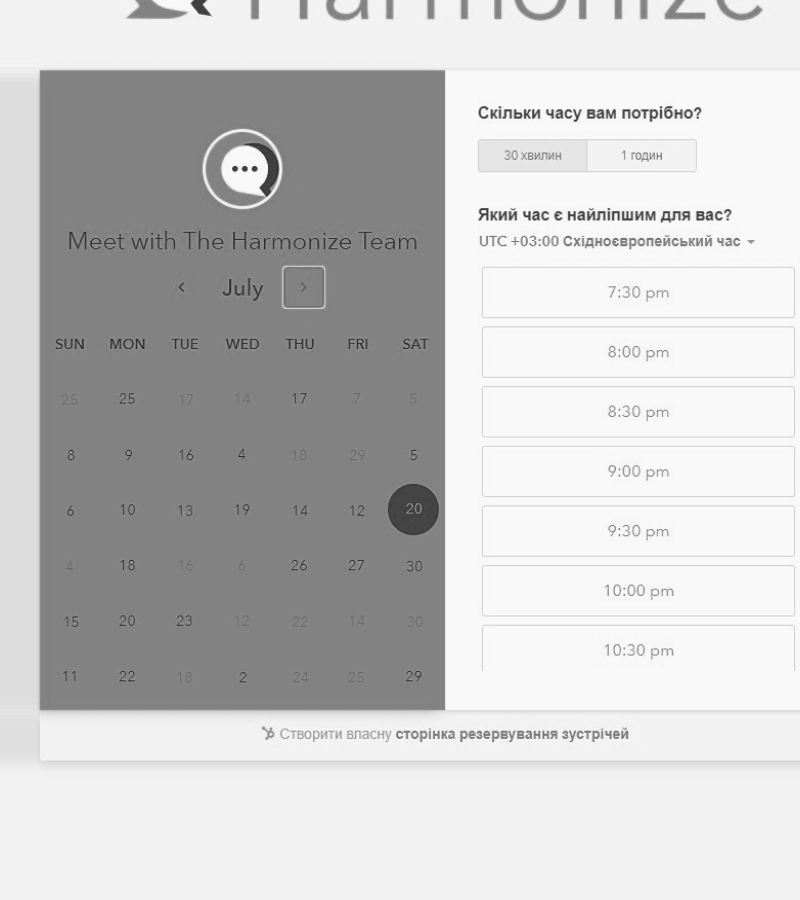 Harmonize
Meet with The Harmonize Team
July
SUN MON TUE WED THU FRI SAT
25 25 17 14 17 7 5
8 9 16 4 18 29 5
6 10 13 19 14 12 20
4 18 16 6 26 27 30
15 20 23 12 22 14 30
11 22 18 2 24 25 29
Скільки часу вам потрібно?
30 хвилин 1 годин
Який час є найліпшим для вас?
UTC +03:00 Східноєвропейський час
7:30 pm
8:00 pm
8:30 pm
9:00 pm
9:30 pm
10:00 pm
10:30 pm
Створити власну сторінка резервування зустрічей